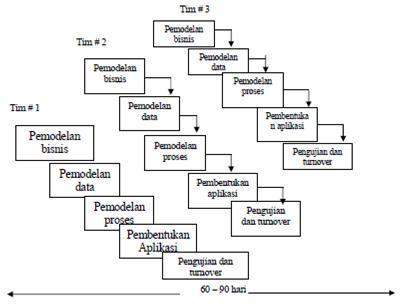 Tim # 3
Pemodelan
bisnis
Pemodelan
data
Pemodelan
proses
Pembentuka
n aplikasi
Pengujian dan
turnover
Tim # 2
Pemodelan
bisnis
Pemodelan
data
Pemodelan
proses
Pembentukan
aplikasi
Pengujian
dan turnover
Tim # 1
Pemodelan
bisnis
Pemodelan
data
Pemodelan
proses
Pembentukan
Aplikasi
Pengujian dan
turnover
60 – 90 hari